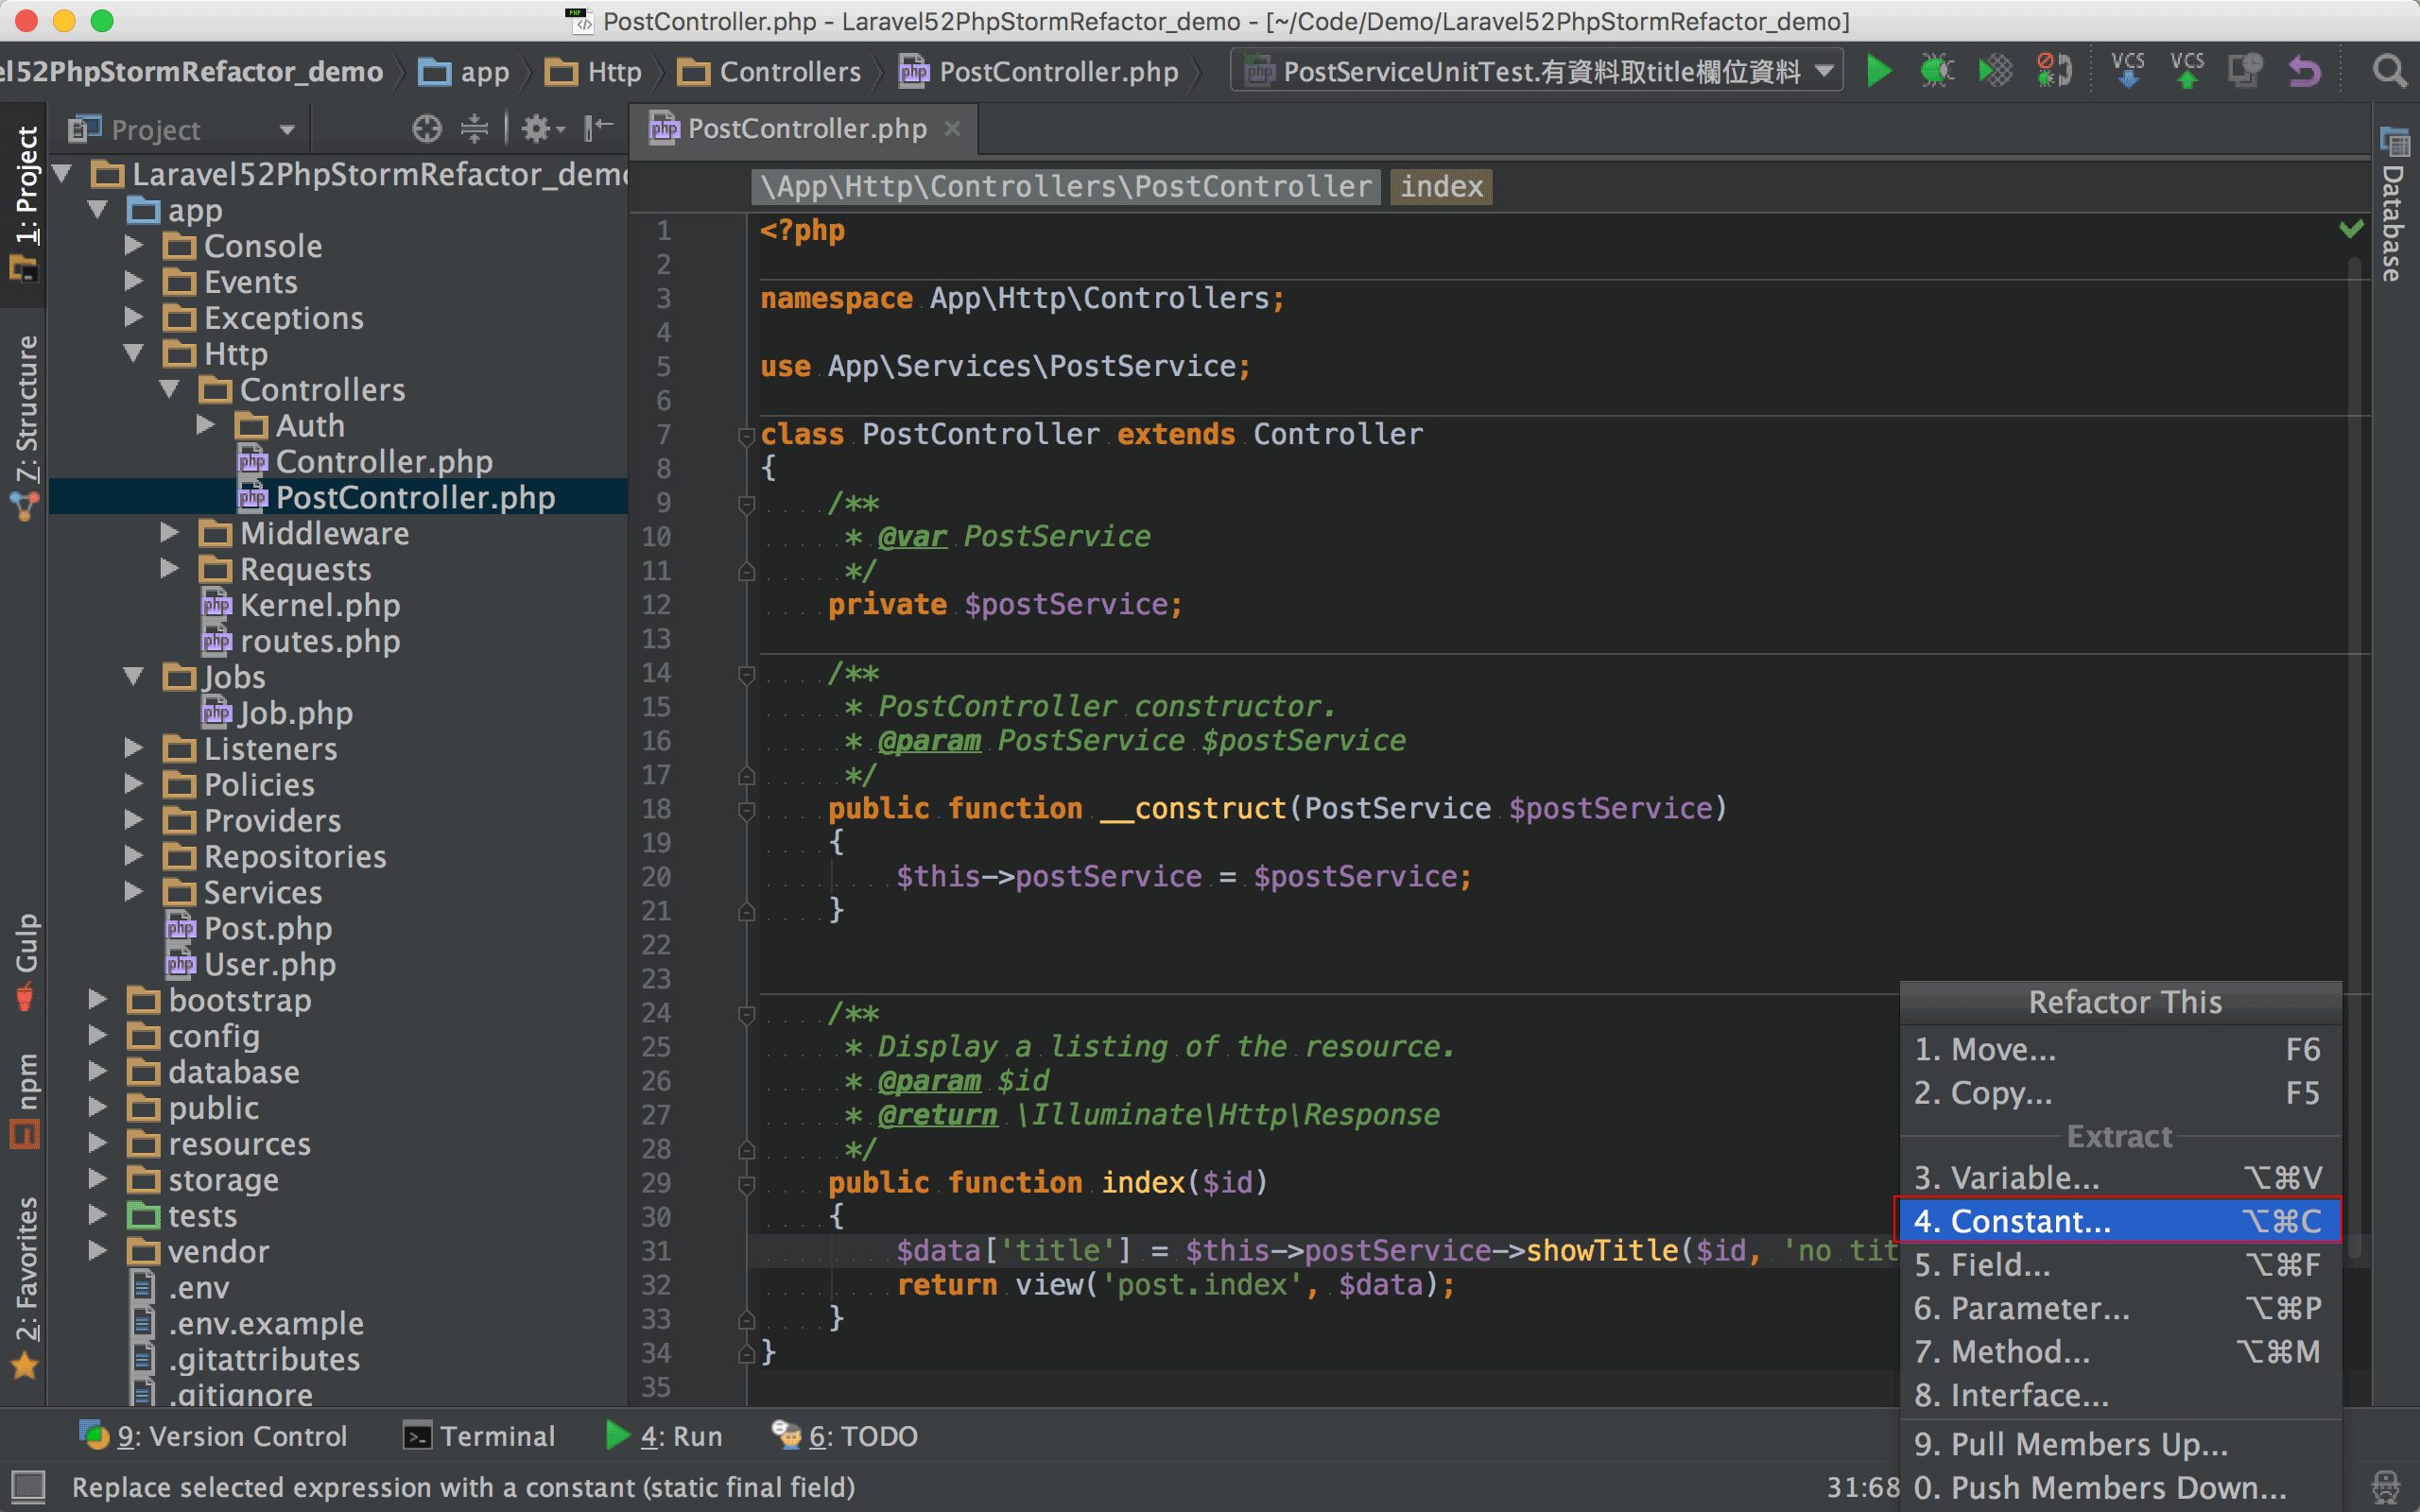 PostController.php - Laravel52PhpStormRefactor_demo - [~/Code/Demo/Laravel52PhpStormRefactor_demo]
el52PhpStormRefactor_demo app Http Controllers PostController.php PostServiceUnitTest.有資料取title欄位資料 VCS VCS
Project
PostController.php
1: Project
Z: Structure
Gulp
npm
2: Favorites
Database
Laravel52PhpStormRefactor_demo
app
Console
Events
Exceptions
Http
Controllers
Auth
Controller.php
PostController.php
Middleware
Requests
Kernel.php
routes.php
Jobs
Job.php
Listeners
Policies
Providers
Repositories
Services
Post.php
User.php
bootstrap
config
database
public
resources
storage
tests
vendor
.env
.env.example
.gitattributes
.gitignore
\App\Http\Controllers\PostController index
1 <?php
2
3 namespace App\Http\Controllers;
4
5 use App\Services\PostService;
6
7 class PostController extends Controller
8 {
9 /**
10 * @var PostService
11 */
12 private $postService;
13
14 /**
15 * PostController constructor.
16 * @param PostService $postService
17 */
18 public function __construct(PostService $postService)
19 {
20 $this->postService = $postService;
21 }
22
23
24 /**
25 * Display a listing of the resource.
26 * @param $id
27 * @return \Illuminate\Http\Response
28 */
29 public function index($id)
30 {
31 $data['title'] = $this->postService->showTitle($id, 'no tit
32 return view('post.index', $data);
33 }
34 }
35
Refactor This
1. Move... F6
2. Copy... F5
Extract
3. Variable... ⌥⌘V
4. Constant... ⌥⌘C
5. Field... ⌥⌘F
6. Parameter... ⌥⌘P
7. Method... ⌥⌘M
8. Interface...
9. Pull Members Up...
0. Push Members Down...
9: Version Control Terminal 4: Run 6: TODO
Replace selected expression with a constant (static final field) 31:68